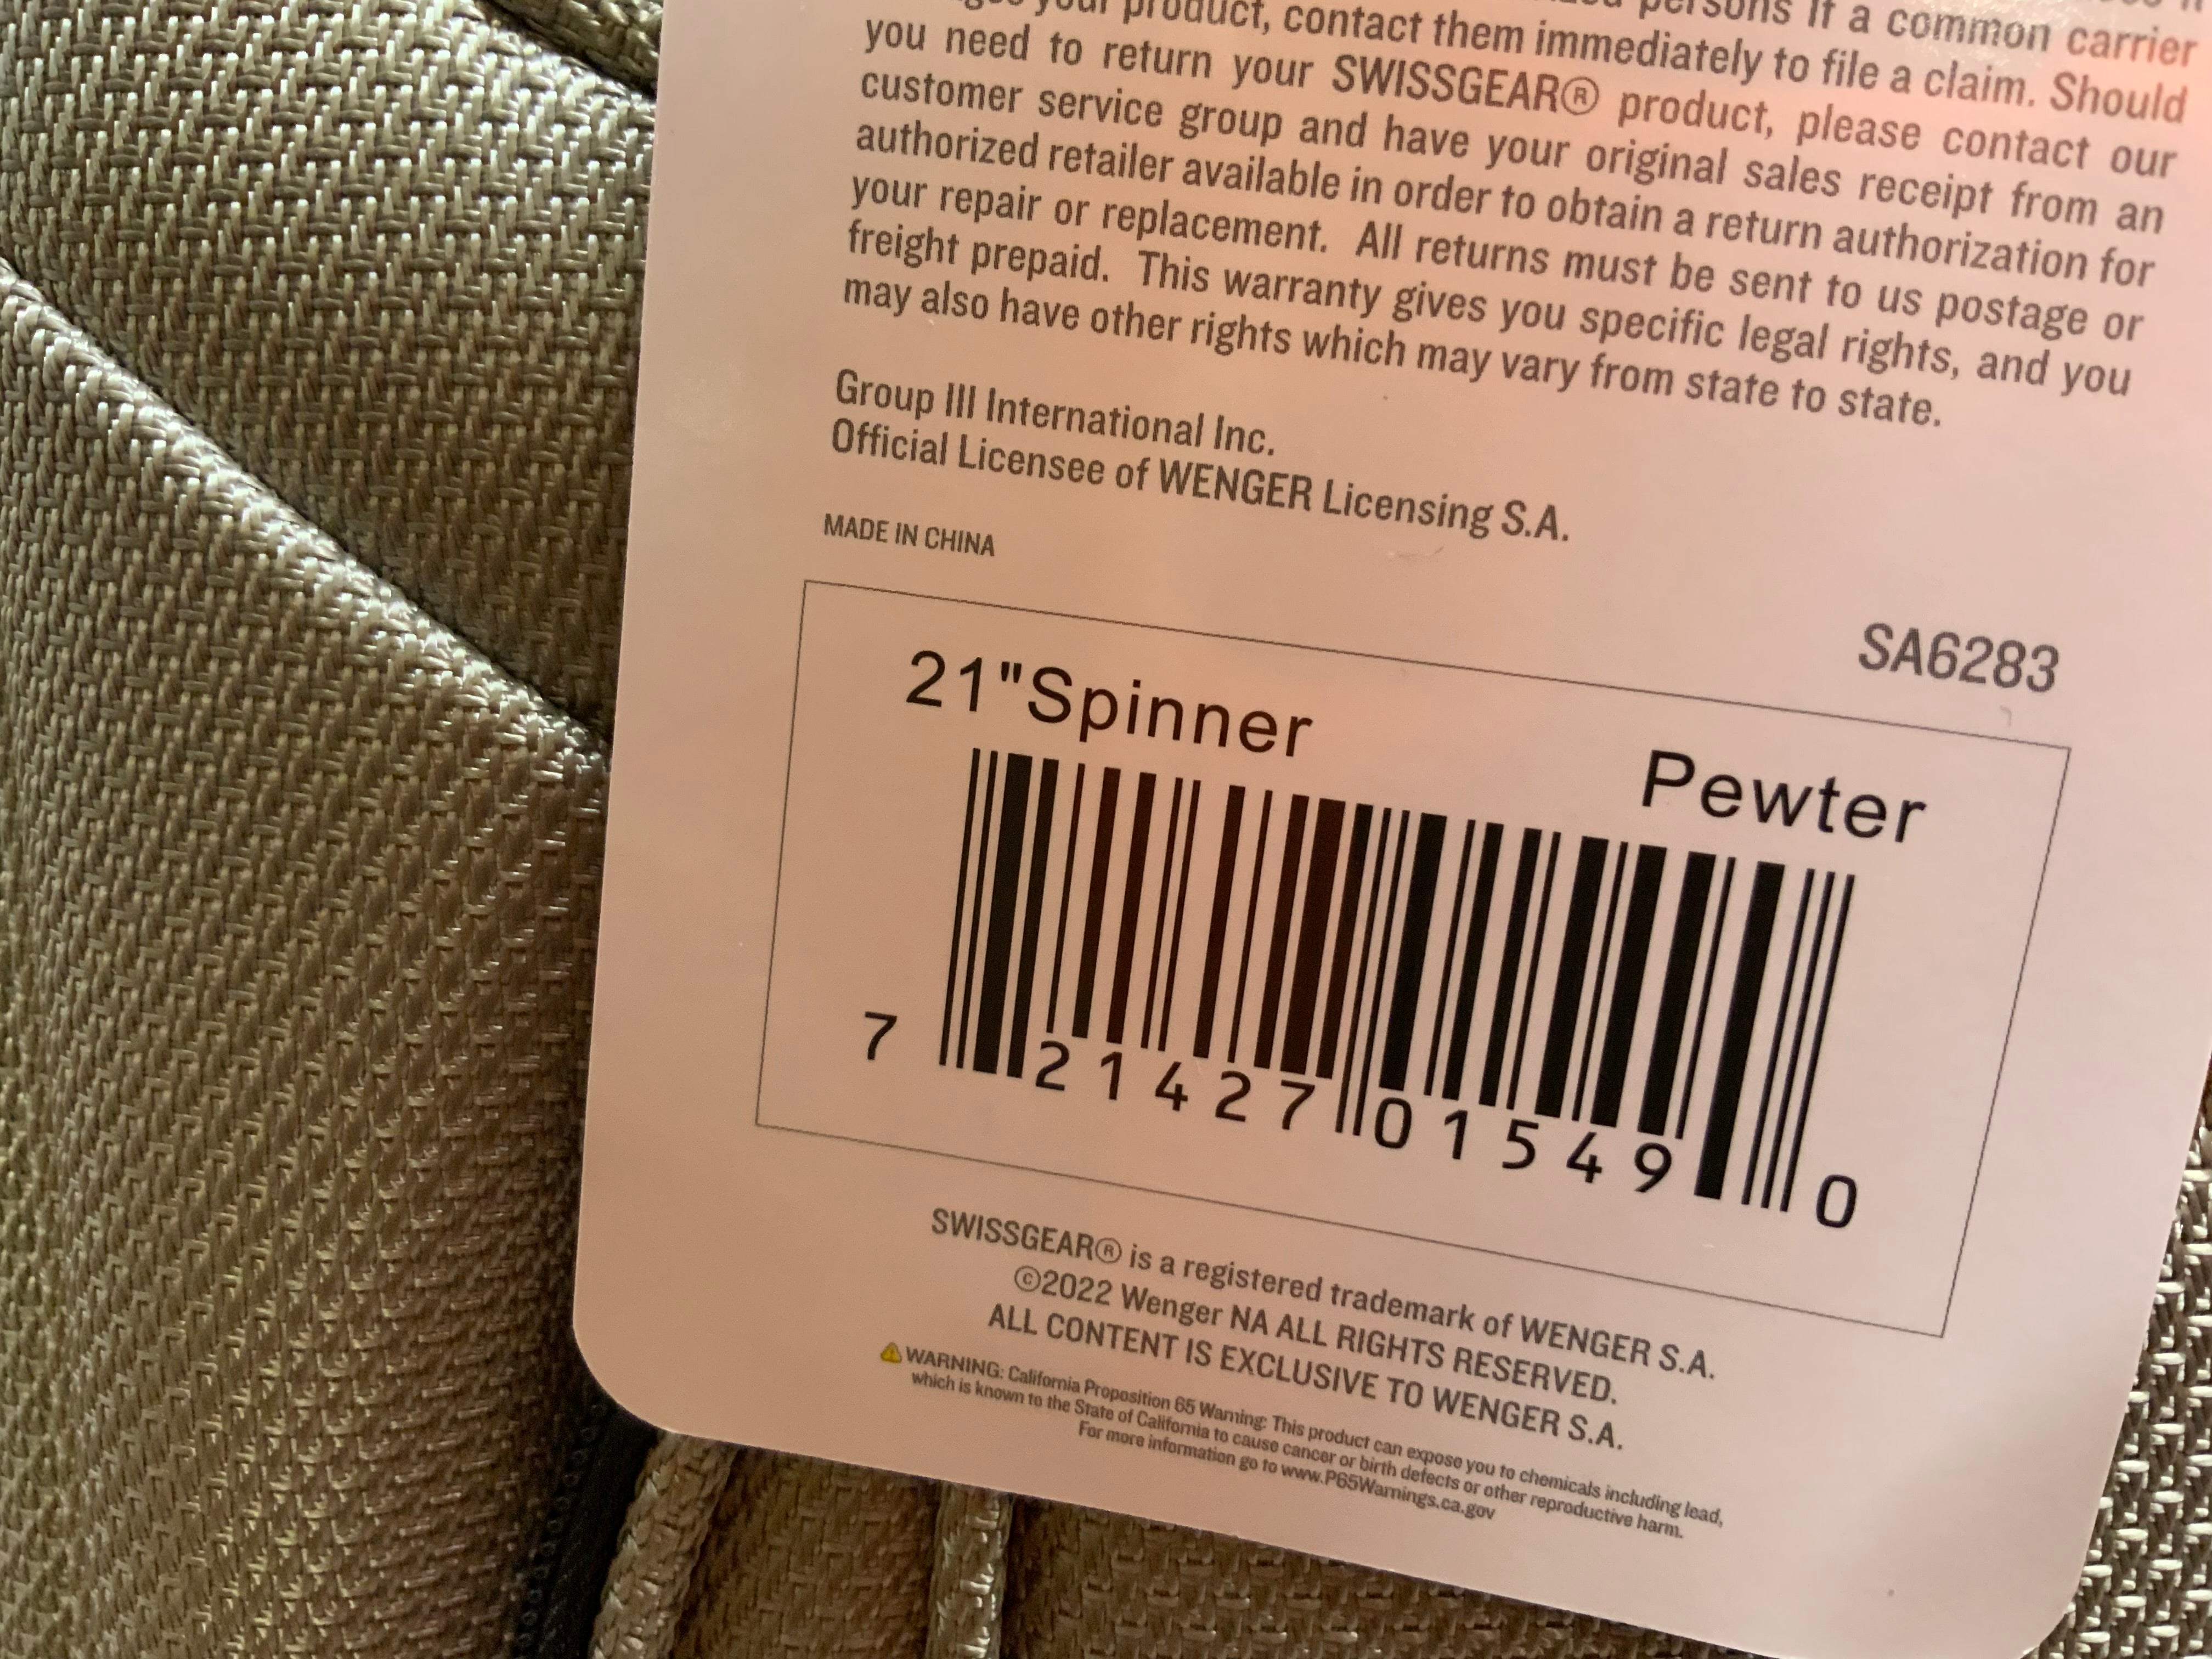 your product, contact them immediately to file a claim. Should
persons if a common carrier
you need to return your SWISSGEAR® product, please contact our
customer service group and have your original sales receipt from an
authorized retailer available in order to obtain a return authorization for
your repair or replacement. All returns must be sent to us postage or
freight prepaid. This warranty gives you specific legal rights, and you
may also have other rights which may vary from state to state.
Group III International Inc.
Official Licensee of WENGER Licensing S.A.
MADE IN CHINA
SA6283
21"Spinner
Pewter
7 21427 01549 0
SWISSGEAR® is a registered trademark of WENGER S.A.
©2022 Wenger NA ALL RIGHTS RESERVED.
ALL CONTENT IS EXCLUSIVE TO WENGER S.A.
⚠WARNING: California Proposition 65 Warning: This product can expose you to chemicals including lead,
which is known to the State of California to cause cancer or birth defects or other reproductive harm.
For more information go to www.P65Warnings.ca.gov